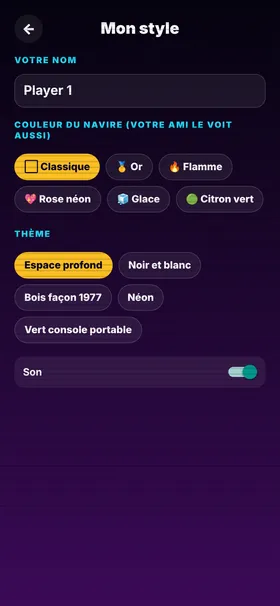 Mon style
VOTRE NOM
Player 1
COULEUR DU NAVIRE (VOTRE AMI LE VOIT
AUSSI)
Classique
Or
Flamme
Rose néon
Glace
Citron vert
THÈME
Espace profond
Noir et blanc
Bois façon 1977
Néon
Vert console portable
Son